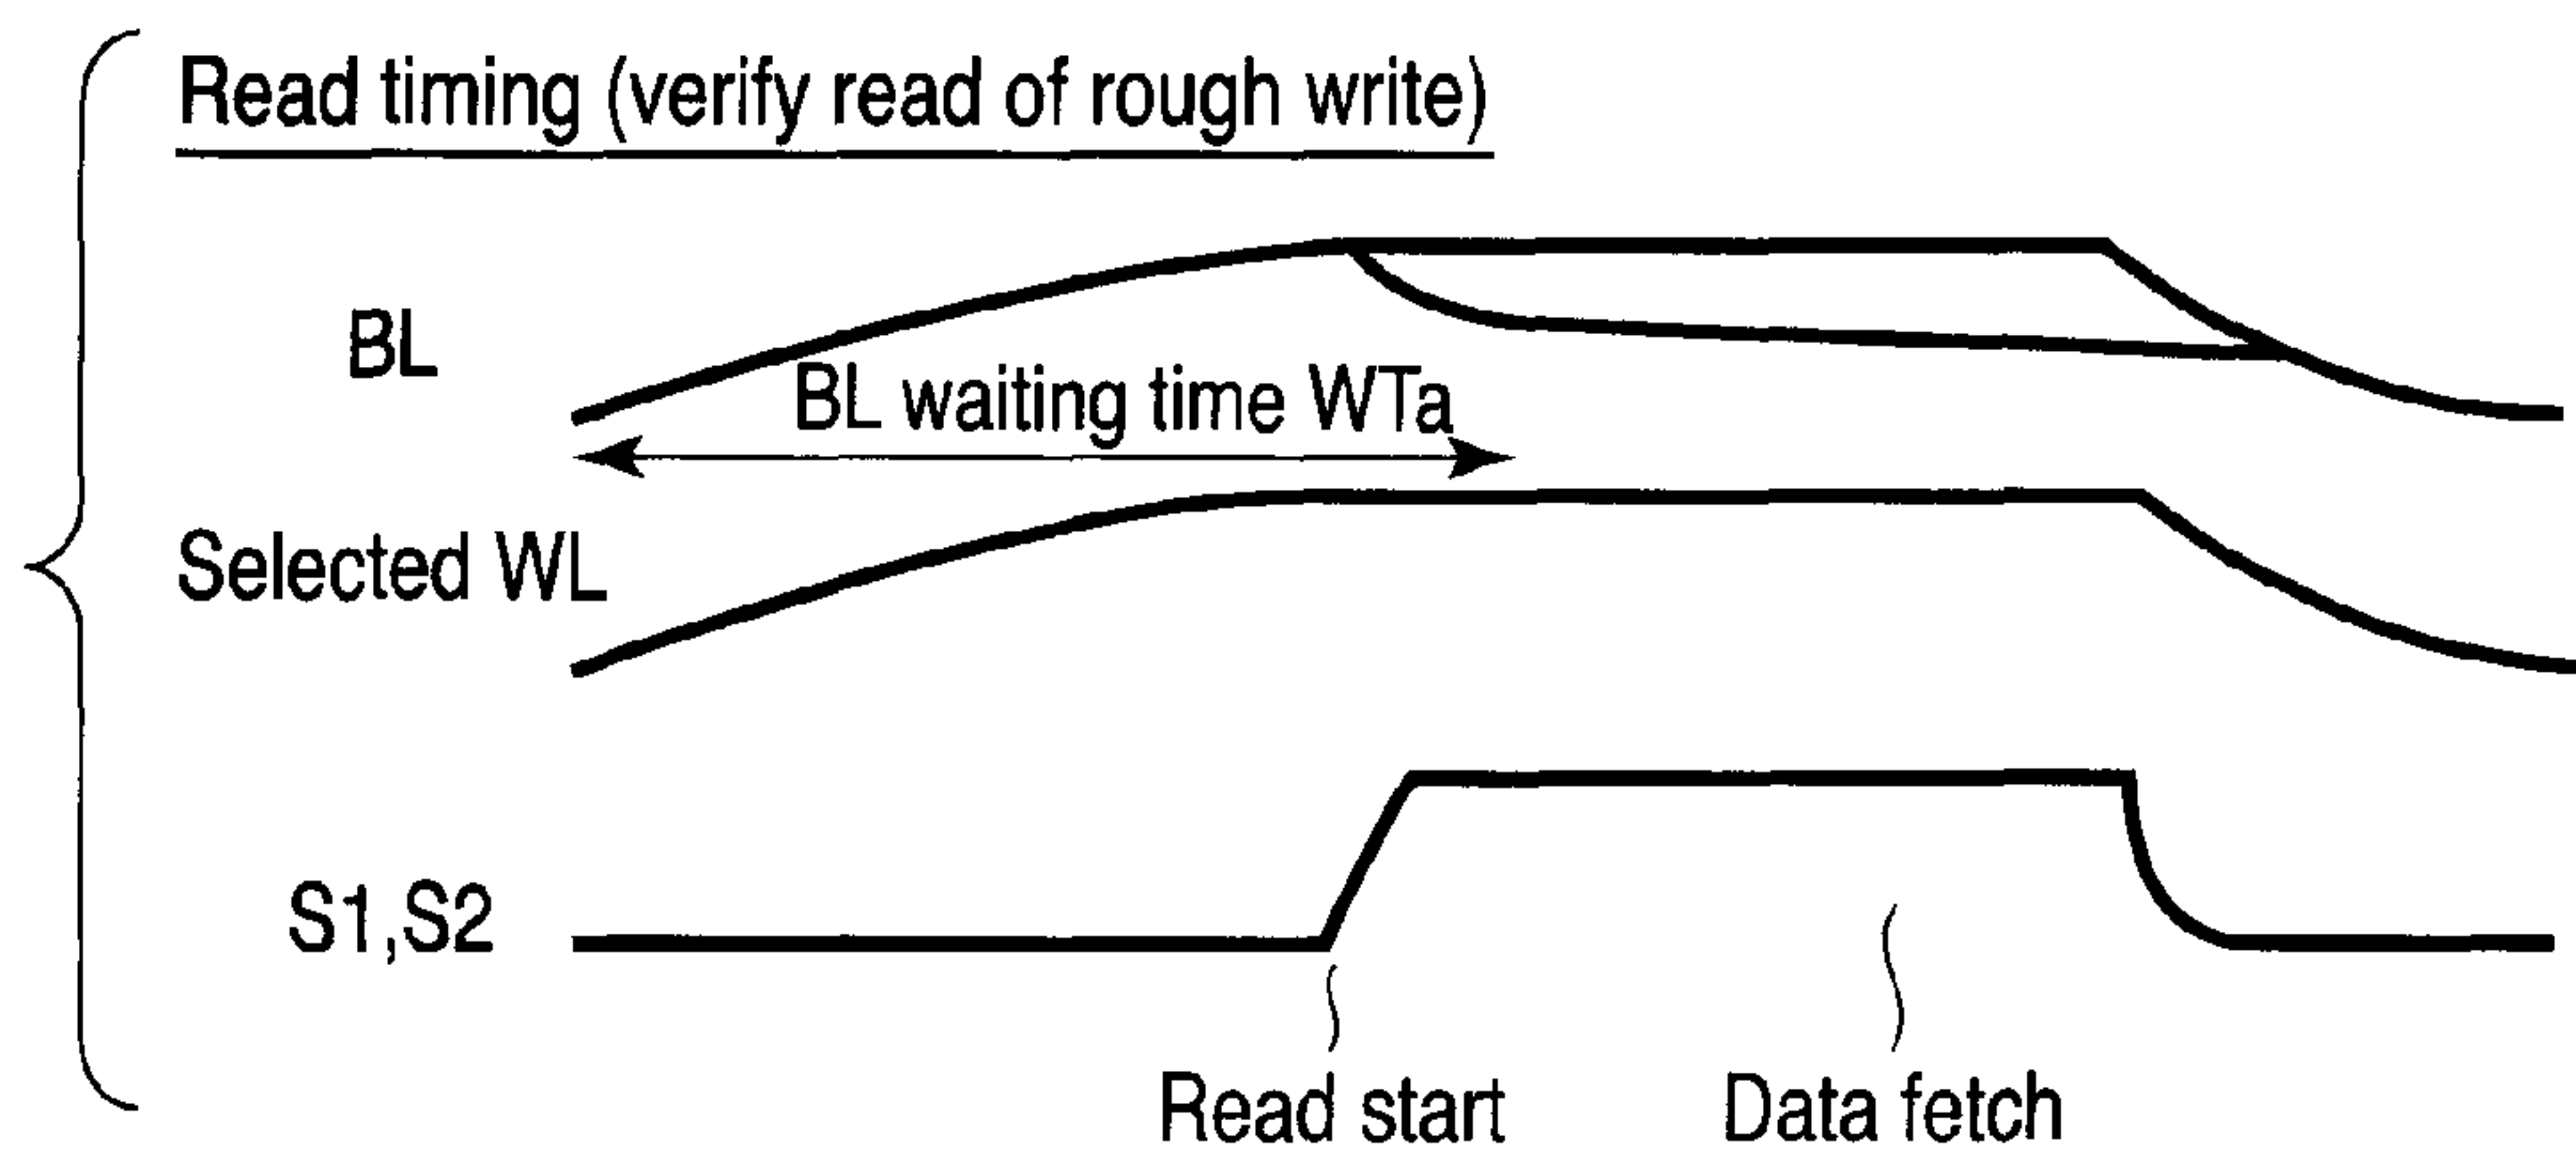 Read timing (verify read of rough write)
BL
BL waiting time WTa
Selected WL
S1,S2
Read start
Data fetch